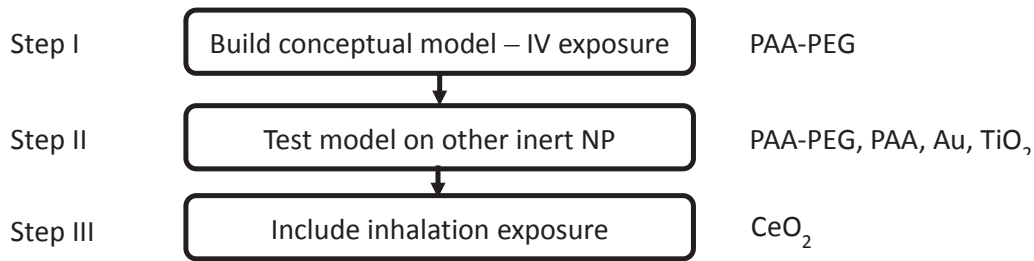 Step I Build conceptual model – IV exposure PAA-PEG
Step II Test model on other inert NP PAA-PEG, PAA, Au, TiO₂
Step III Include inhalation exposure CeO₂